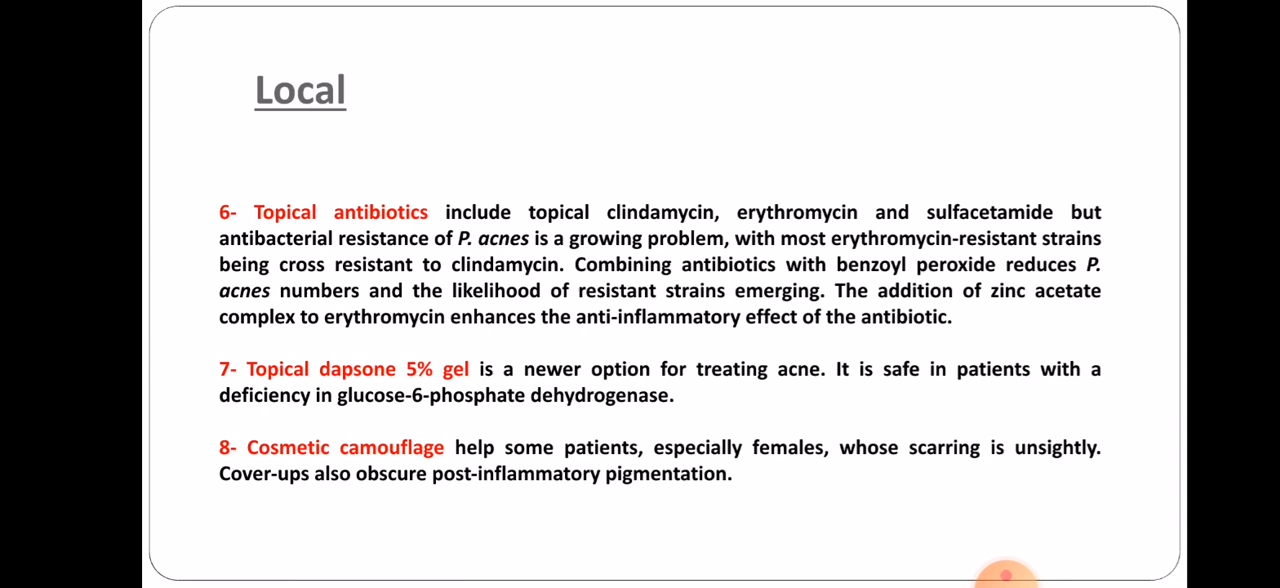 Local
6- Topical antibiotics include topical clindamycin, erythromycin and sulfacetamide but
antibacterial resistance of P. acnes is a growing problem, with most erythromycin-resistant strains
being cross resistant to clindamycin. Combining antibiotics with benzoyl peroxide reduces P.
acnes numbers and the likelihood of resistant strains emerging. The addition of zinc acetate
complex to erythromycin enhances the anti-inflammatory effect of the antibiotic.
7- Topical dapsone 5% gel is a newer option for treating acne. It is safe in patients with a
deficiency in glucose-6-phosphate dehydrogenase.
8- Cosmetic camouflage help some patients, especially females, whose scarring is unsightly.
Cover-ups also obscure post-inflammatory pigmentation.